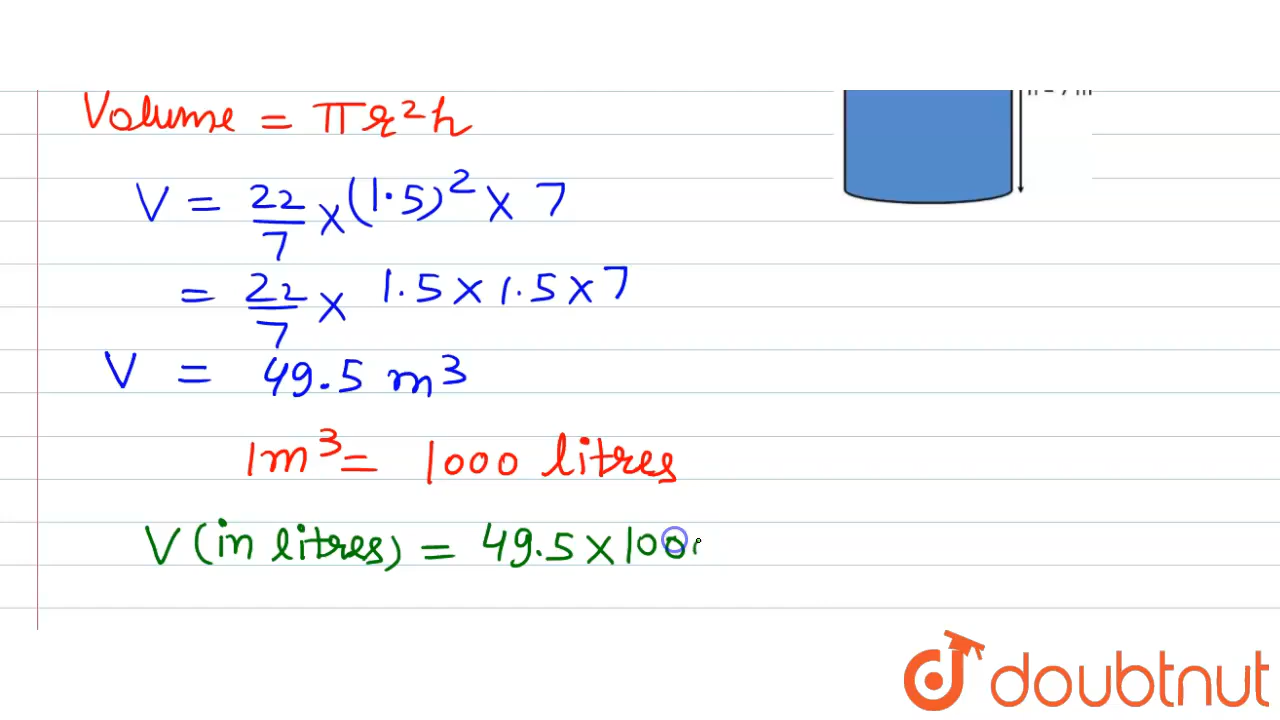 Volume = πr²h
V = 22/7 × (1.5)² × 7
= 22/7 × 1.5 × 1.5 × 7
V = 49.5 m³
1m³ = 1000 litres
V (in litres) = 49.5 × 100
doubtnut